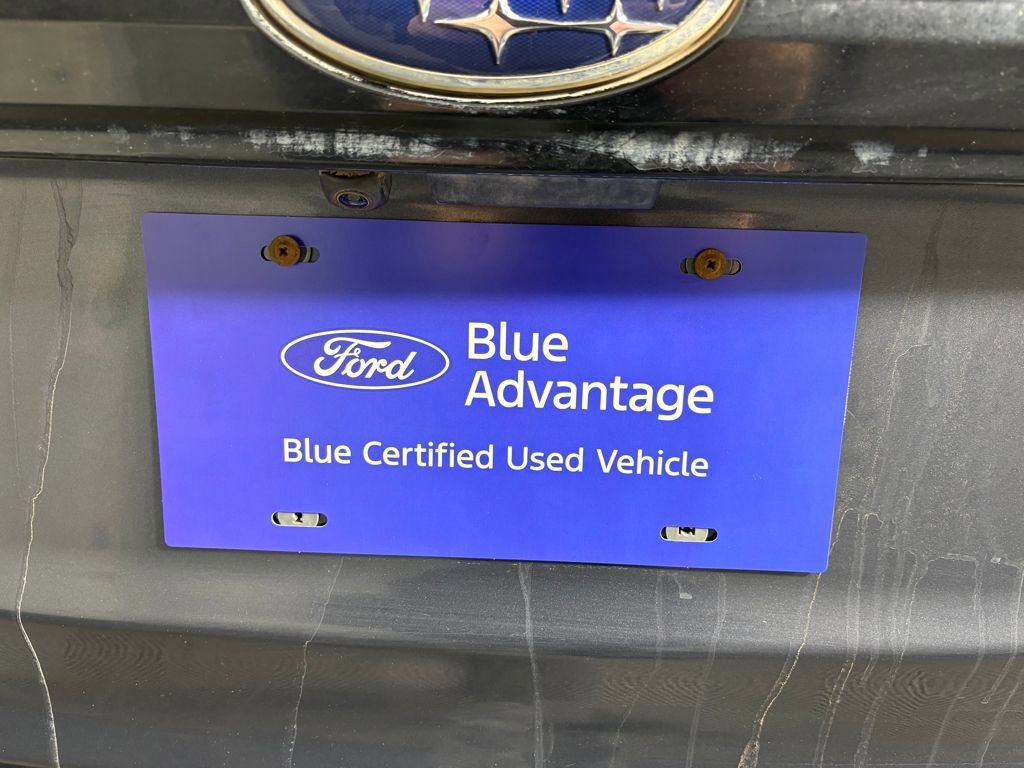 Ford
Blue
Advantage
Blue Certified Used Vehicle